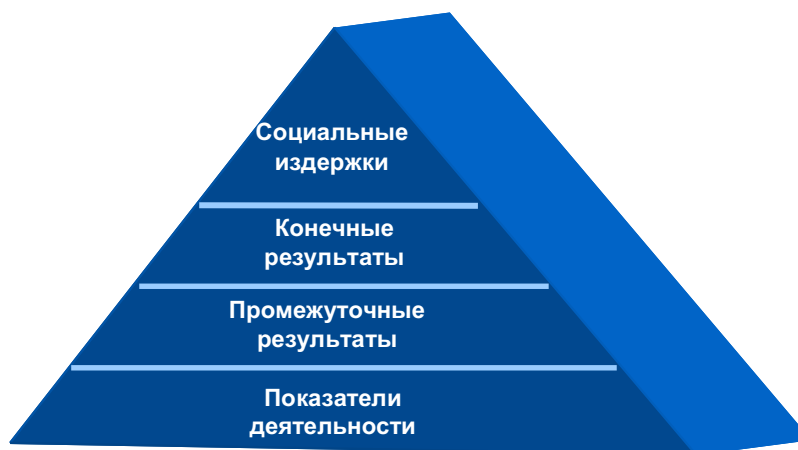 Социальные
издержки
Конечные
результаты
Промежуточные
результаты
Показатели
деятельности